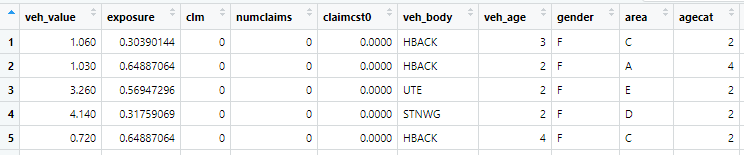 veh_value exposure clm numclaims claimcst0 veh_body veh_age gender area agecat
1 1.060 0.30390144 0 0 0.0000 HBACK 3 F C 2
2 1.030 0.64887064 0 0 0.0000 HBACK 2 F A 4
3 3.260 0.56947296 0 0 0.0000 UTE 2 F E 2
4 4.140 0.31759069 0 0 0.0000 STNWG 2 F D 2
5 0.720 0.64887064 0 0 0.0000 HBACK 4 F C 2